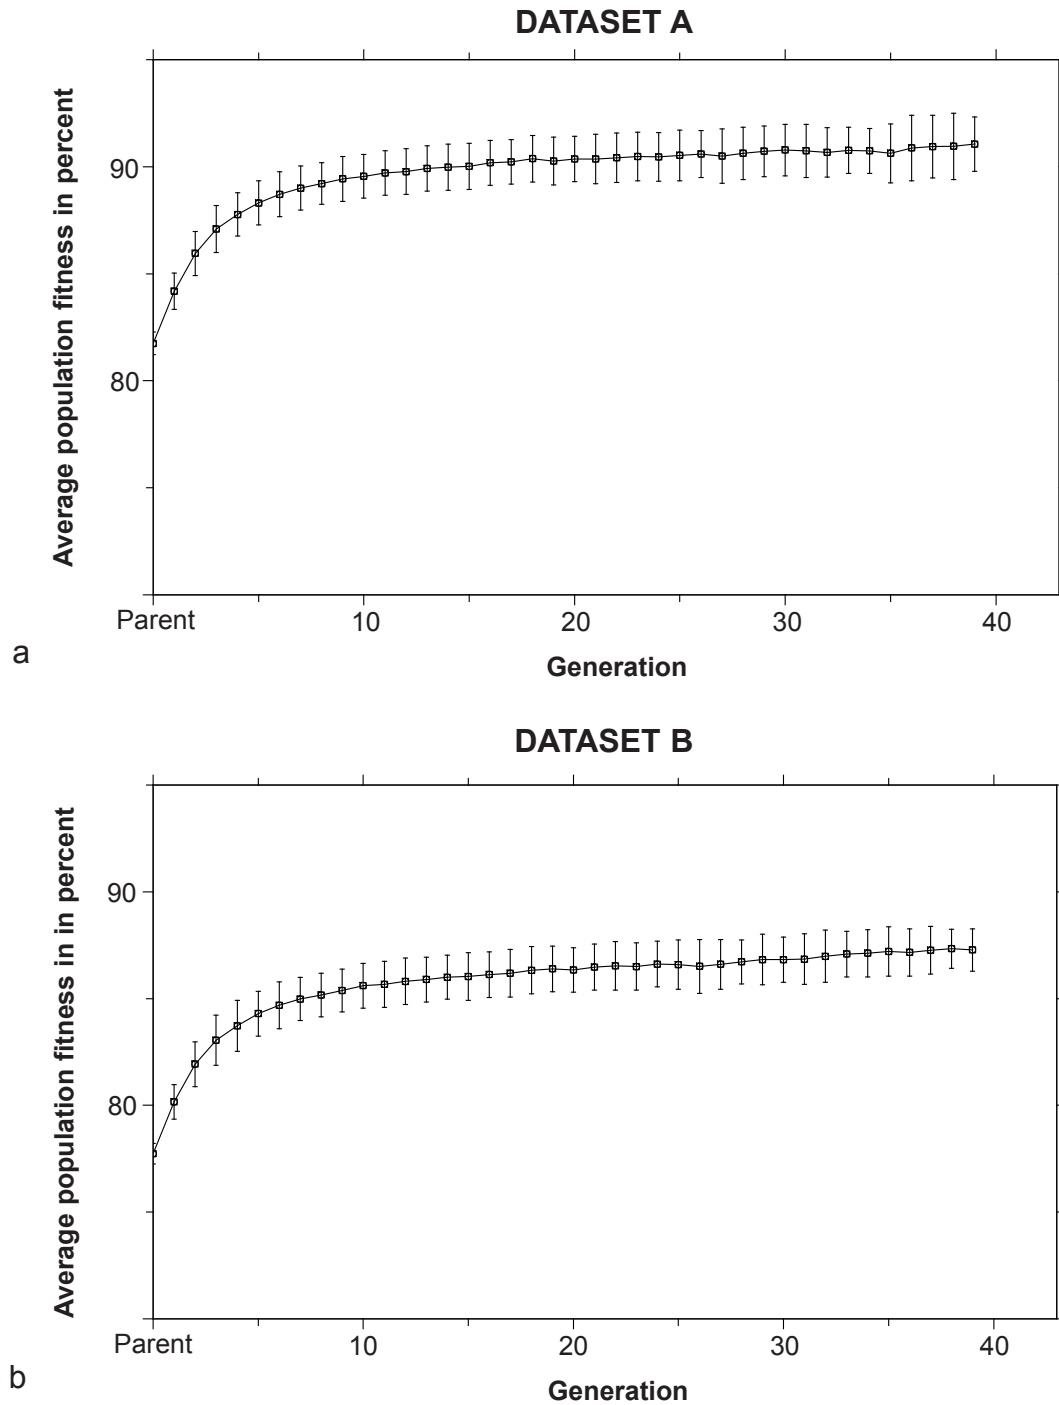 DATASET A
Average population fitness in percent
90
80
Parent 10 20 30 40
a
Generation
DATASET B
Average population fitness in in percent
90
80
Parent 10 20 30 40
b
Generation